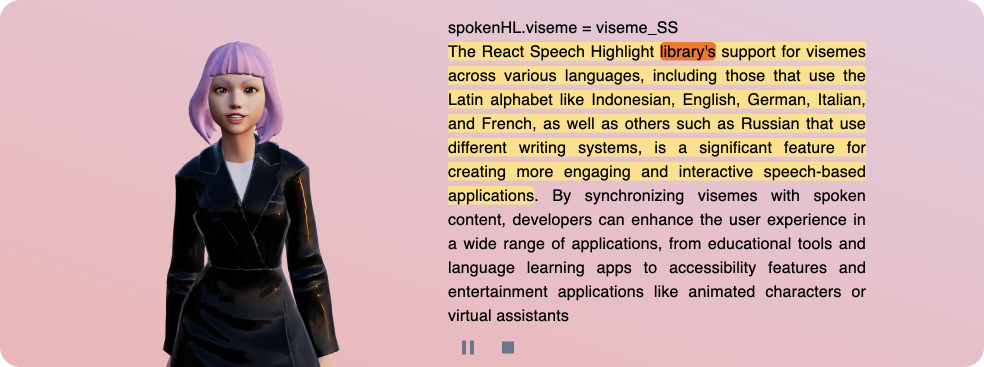 spokenHL.viseme = viseme_SS
The React Speech Highlight library's support for visemes
across various languages, including those that use the
Latin alphabet like Indonesian, English, German, Italian,
and French, as well as others such as Russian that use
different writing systems, is a significant feature for
creating more engaging and interactive speech-based
applications. By synchronizing visemes with spoken
content, developers can enhance the user experience in
a wide range of applications, from educational tools and
language learning apps to accessibility features and
entertainment applications like animated characters or
virtual assistants